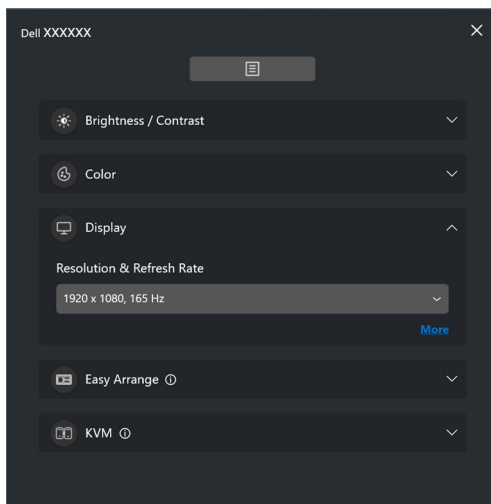 Dell XXXXXX
Brightness / Contrast
Color
Display
Resolution & Refresh Rate
1920 x 1080, 165 Hz
More
Easy Arrange
KVM